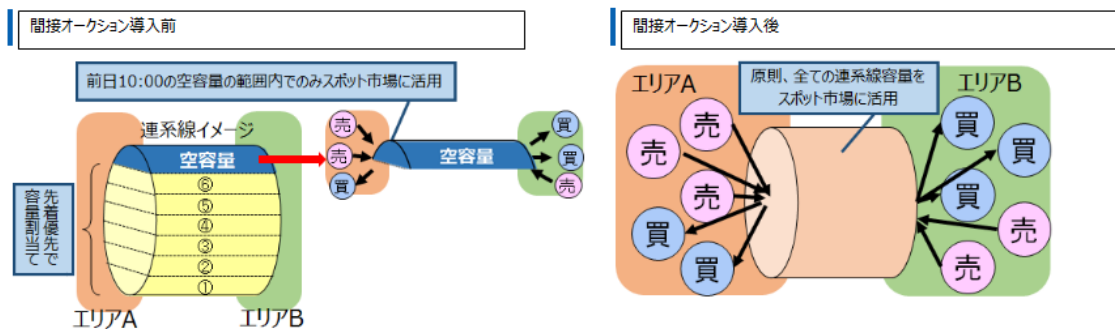 間接オークション導入前
前日10:00の空容量の範囲内でのみスポット市場に活用
連系線イメージ
空容量
⑥
⑤
④
③
②
①
先着優先で
容量割当て
エリアA
エリアB
売
売
買
空容量
買
買
売
間接オークション導入後
エリアA
原則、全ての連系線容量を
スポット市場に活用
エリアB
売
売
売
買
買
買
買
買
売
売